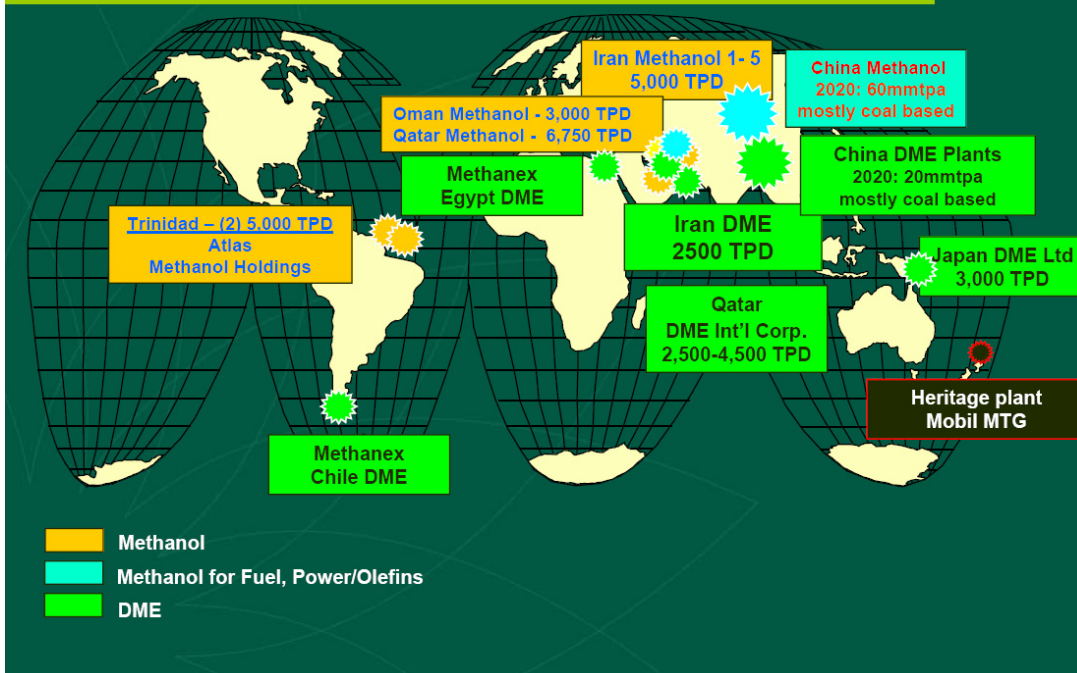 Iran Methanol 1- 5
5,000 TPD
China Methanol
2020: 60mmtpa
mostly coal based
Oman Methanol - 3,000 TPD
Qatar Methanol - 6,750 TPD
China DME Plants
2020: 20mmtpa
mostly coal based
Methanex
Egypt DME
Trinidad – (2) 5,000 TPD
Atlas
Methanol Holdings
Iran DME
2500 TPD
Japan DME Ltd
3,000 TPD
Qatar
DME Int'l Corp.
2,500-4,500 TPD
Heritage plant
Mobil MTG
Methanex
Chile DME
Methanol
Methanol for Fuel, Power/Olefins
DME